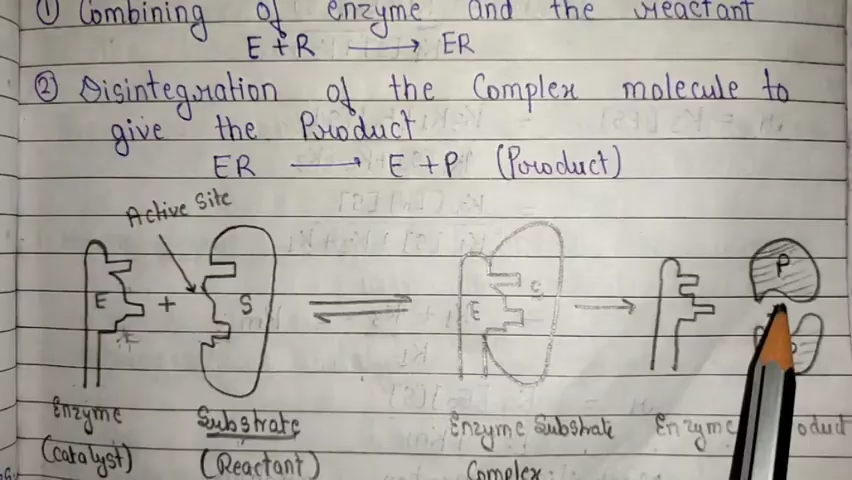 ① Combining of enzyme and the reactant
E + R → ER
② Disintegration of the Complex molecule to
give the Product
ER → E + P (Product)
Active Site
E + S ⇌ E S → P
Enzyme Substrate Enzyme Substrate Enzyme oduct
(catalyst) (Reactant) Complex